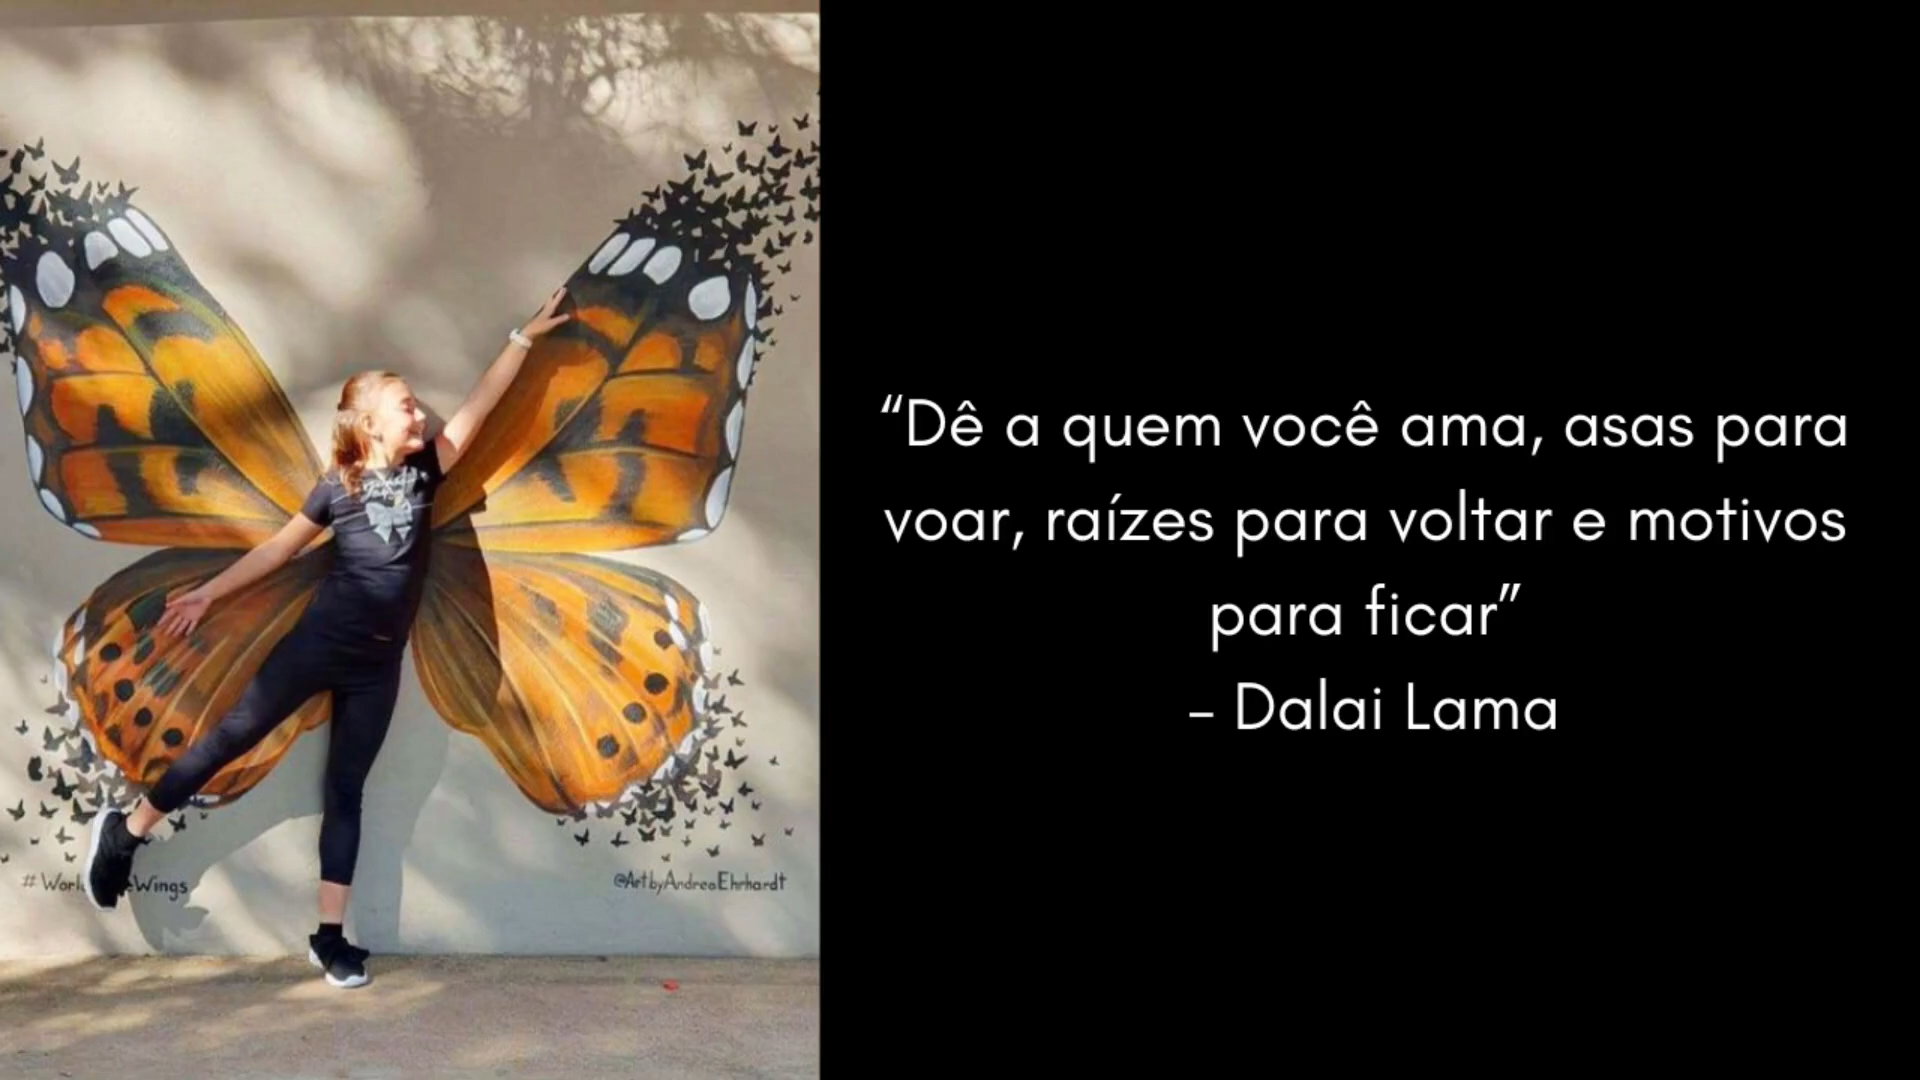 “Dê a quem você ama, asas para
voar, raízes para voltar e motivos
para ficar”
– Dalai Lama
Wings
@ArtbyAndreaEhrhardt